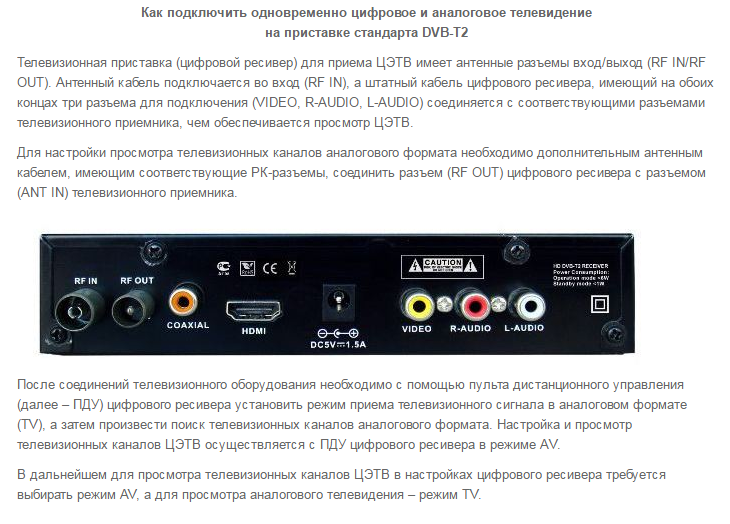 Как подключить одновременно цифровое и аналоговое телевидение
на приставке стандарта DVB-T2
Телевизионная приставка (цифровой ресивер) для приема ЦЭТВ имеет антенные разъемы вход/выход (RF IN/RF
OUT). Антенный кабель подключается во вход (RF IN), а штатный кабель цифрового ресивера, имеющий на обоих
концах три разъема для подключения (VIDEO, R-AUDIO, L-AUDIO) соединяется с соответствующими разъемами
телевизионного приемника, чем обеспечивается просмотр ЦЭТВ.
Для настройки просмотра телевизионных каналов аналогового формата необходимо дополнительным антенным
кабелем, имеющим соответствующие РК-разъемы, соединить разъем (RF OUT) цифрового ресивера с разъемом
(ANT IN) телевизионного приемника.
RF IN RF OUT
COAXIAL
HDMI
DC5V⎓1.5A
CAUTION
VIDEO R-AUDIO L-AUDIO
HD DVB-T2 RECEIVER
Power Consumption:
Operation mode <8W
Standby mode <1W
RoHS
CE
После соединений телевизионного оборудования необходимо с помощью пульта дистанционного управления
(далее – ПДУ) цифрового ресивера установить режим приема телевизионного сигнала в аналоговом формате
(TV), а затем произвести поиск телевизионных каналов аналогового формата. Настройка и просмотр
телевизионных каналов ЦЭТВ осуществляется с ПДУ цифрового ресивера в режиме AV.
В дальнейшем для просмотра телевизионных каналов ЦЭТВ в настройках цифрового ресивера требуется
выбирать режим AV, а для просмотра аналогового телевидения – режим TV.